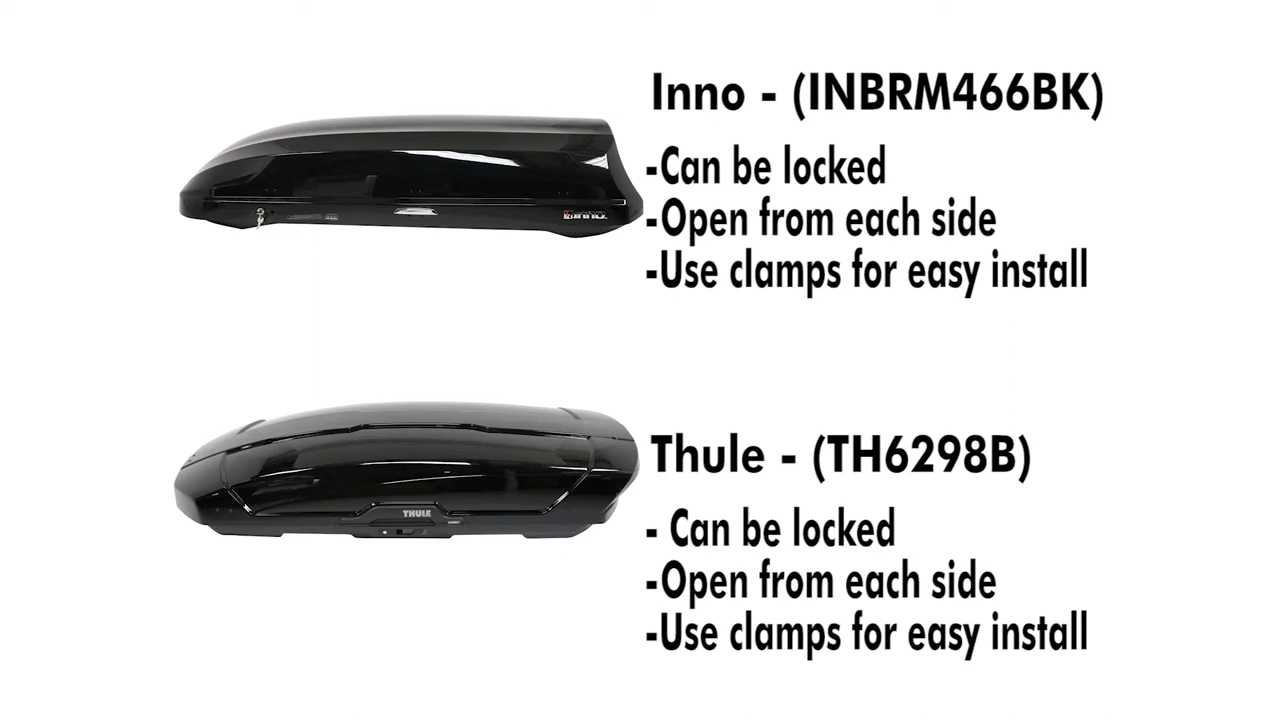 Inno - (INBRM466BK)
-Can be locked
-Open from each side
-Use clamps for easy install
INNO
THULE
Thule - (TH6298B)
- Can be locked
-Open from each side
-Use clamps for easy install